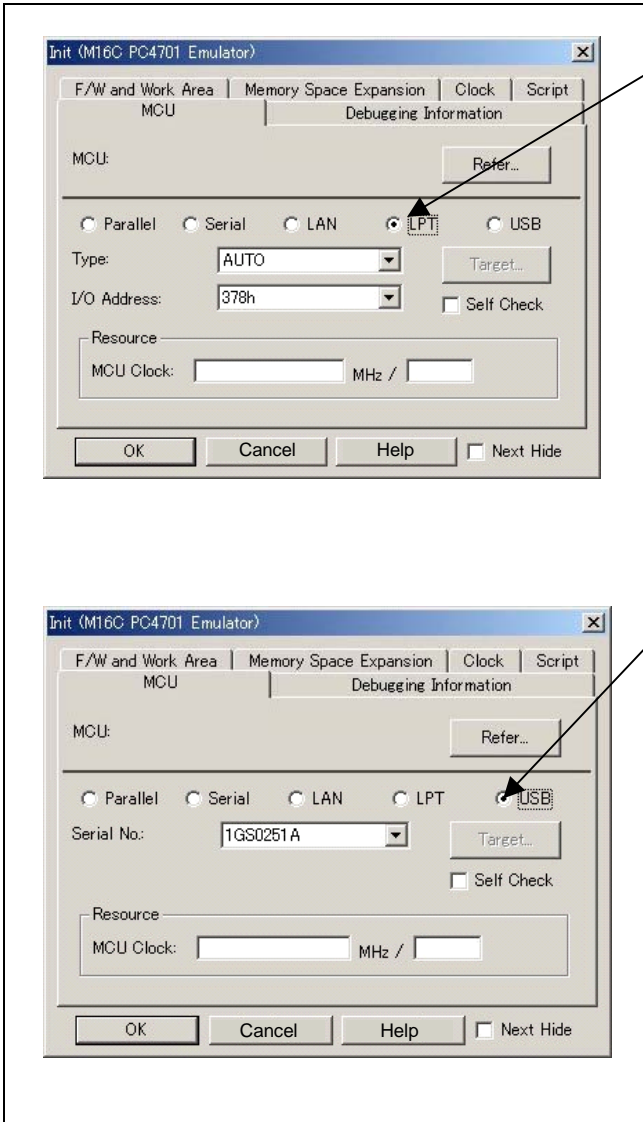 Init (M16C PC4701 Emulator)
F/W and Work Area Memory Space Expansion Clock Script
MCU Debugging Information
MCU: Refer...
Parallel Serial LAN LPT USB
Type: AUTO Target...
I/O Address: 378h Self Check
Resource
MCU Clock: MHz /
OK Cancel Help Next Hide
Init (M16C PC4701 Emulator)
F/W and Work Area Memory Space Expansion Clock Script
MCU Debugging Information
MCU: Refer...
Parallel Serial LAN LPT USB
Serial No.: 1GS0251A Target...
Self Check
Resource
MCU Clock: MHz /
OK Cancel Help Next Hide